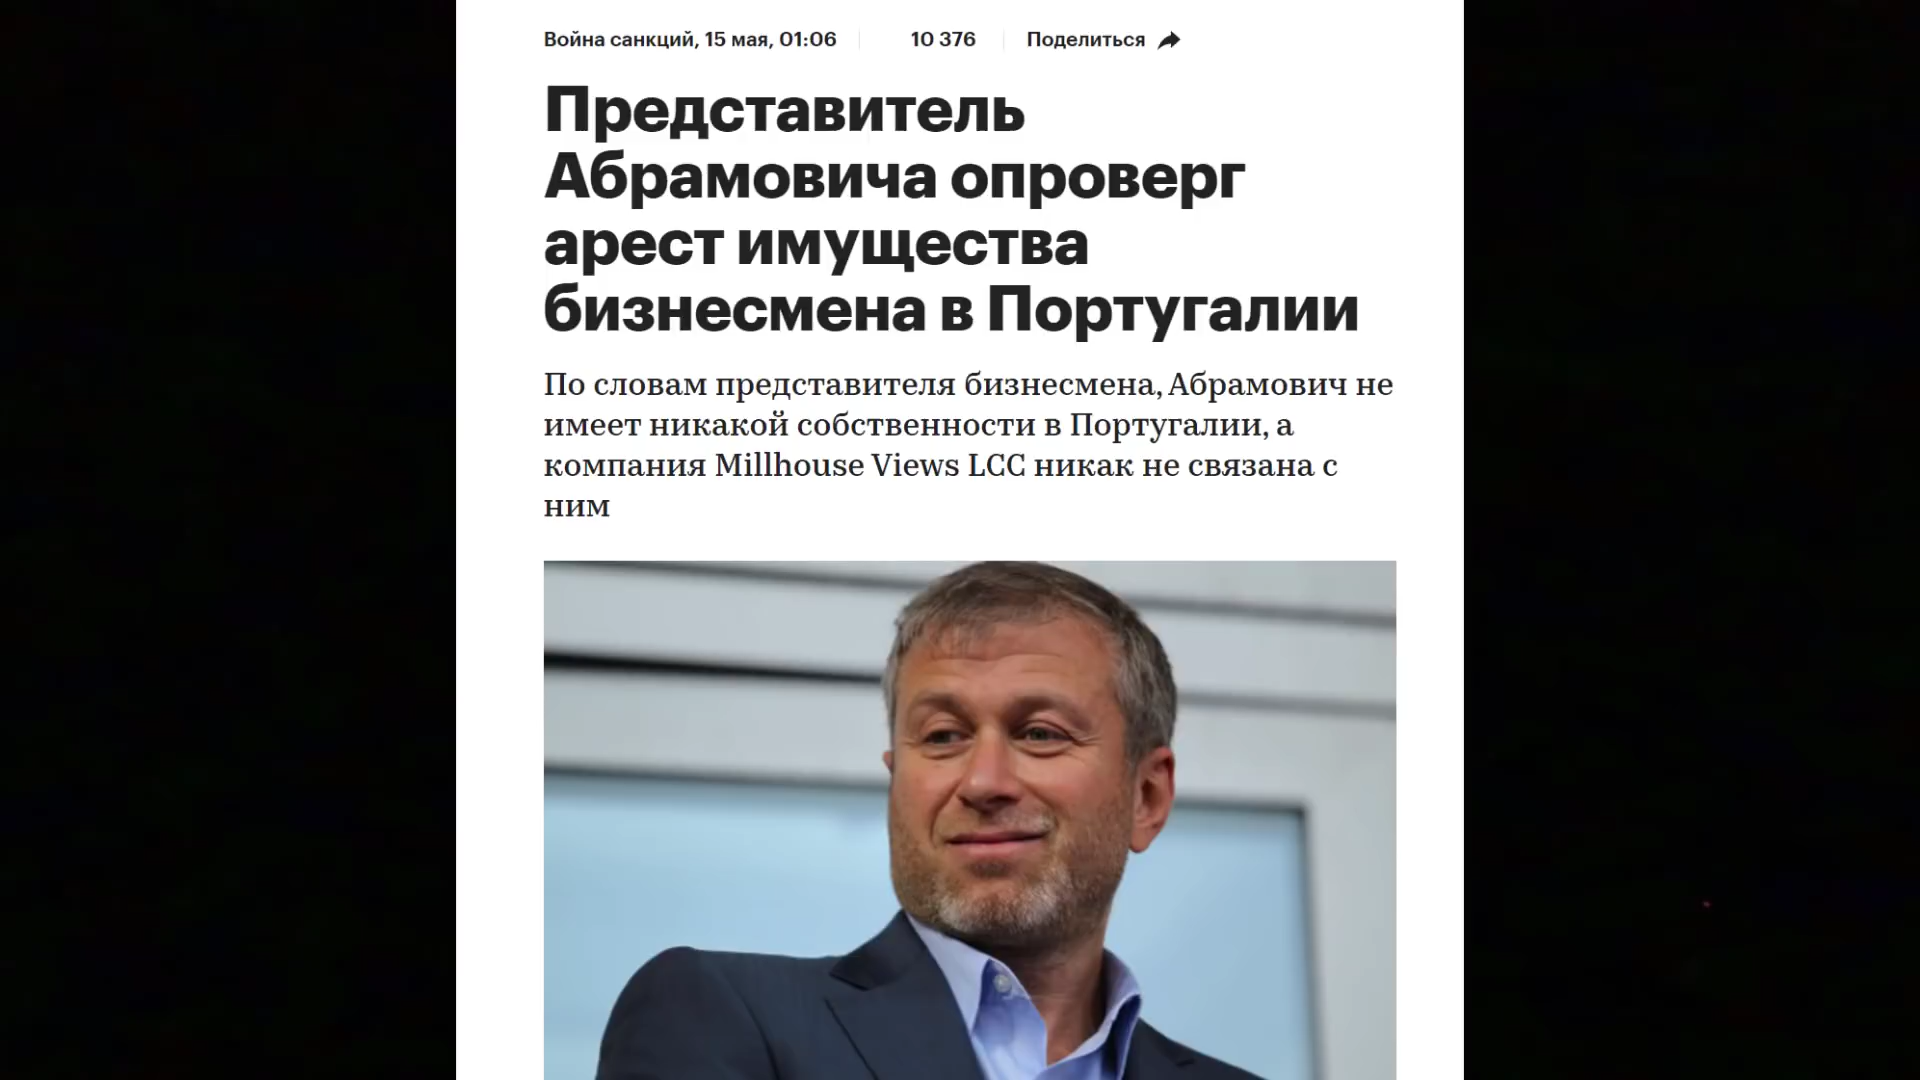 Война санкций, 15 мая, 01:06 10 376 Поделиться
Представитель
Абрамовича опроверг
арест имущества
бизнесмена в Португалии
По словам представителя бизнесмена, Абрамович не
имеет никакой собственности в Португалии, а
компания Millhouse Views LCC никак не связана с
ним